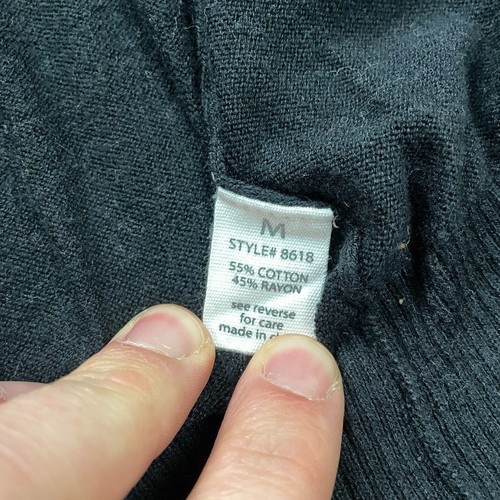 M
STYLE# 8618
55% COTTON
45% RAYON
see reverse
for care
made in